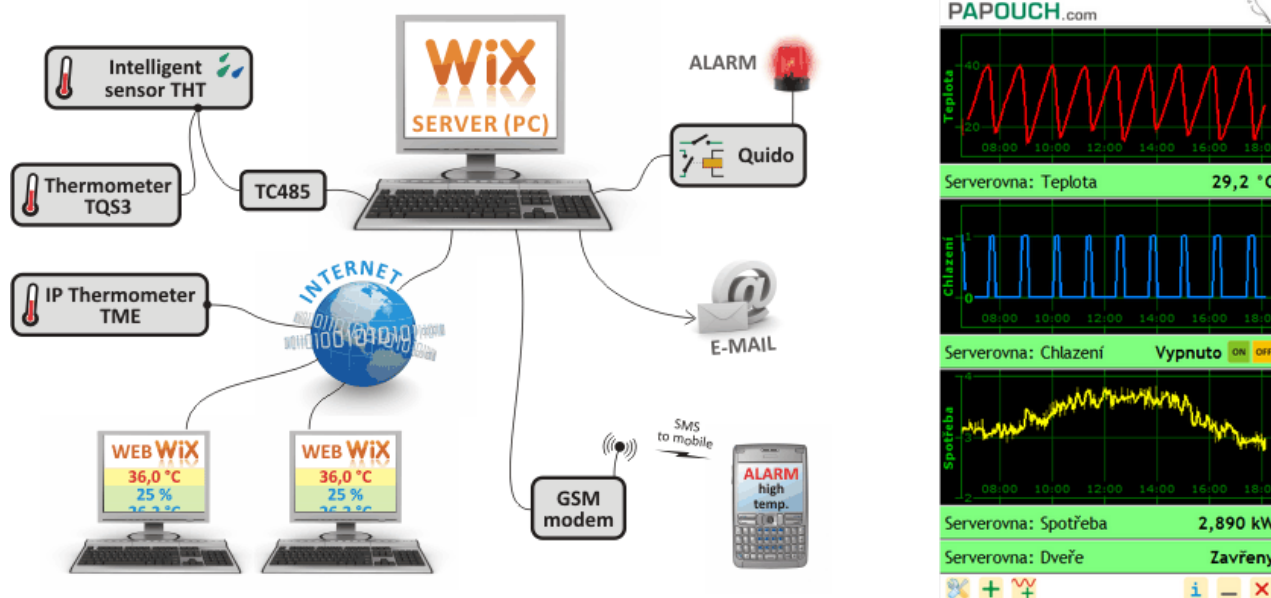 Intelligent
sensor THT
Thermometer
TQS3
TC485
IP Thermometer
TME
WiX
SERVER (PC)
ALARM
Quido
INTERNET
E-MAIL
WEB WiX
36,0 °C
25 %
26,2 °C
WEB WiX
36,0 °C
25 %
26,2 °C
GSM
modem
SMS
to mobile
ALARM
high
temp.
PAPOUCH.com
Teplota
40
20
08:00 10:00 12:00 14:00 16:00 18:0
Serverovna: Teplota 29,2 °C
Chlazení
1
0
08:00 10:00 12:00 14:00 16:00 18:0
Serverovna: Chlazení Vypnuto ON OFF
Spotřeba
4
3
2
08:00 10:00 12:00 14:00 16:00 18:0
Serverovna: Spotřeba 2,890 kW
Serverovna: Dveře Zavřeny